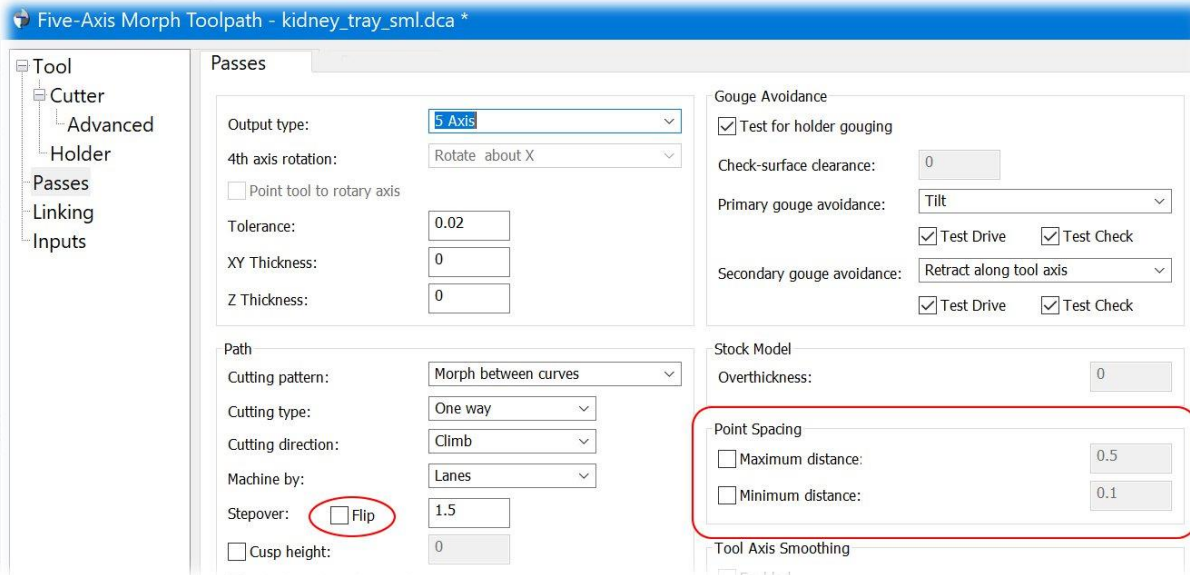 Five-Axis Morph Toolpath - kidney_tray_sml.dca *
Tool
Cutter
Advanced
Holder
Passes
Linking
Inputs
Passes
Output type: 5 Axis
4th axis rotation: Rotate about X
Point tool to rotary axis
Tolerance: 0.02
XY Thickness: 0
Z Thickness: 0
Path
Cutting pattern: Morph between curves
Cutting type: One way
Cutting direction: Climb
Machine by: Lanes
Stepover: Flip 1.5
Cusp height: 0
Gouge Avoidance
Test for holder gouging
Check-surface clearance: 0
Primary gouge avoidance: Tilt
Test Drive Test Check
Secondary gouge avoidance: Retract along tool axis
Test Drive Test Check
Stock Model
Overthickness: 0
Point Spacing
Maximum distance: 0.5
Minimum distance: 0.1
Tool Axis Smoothing